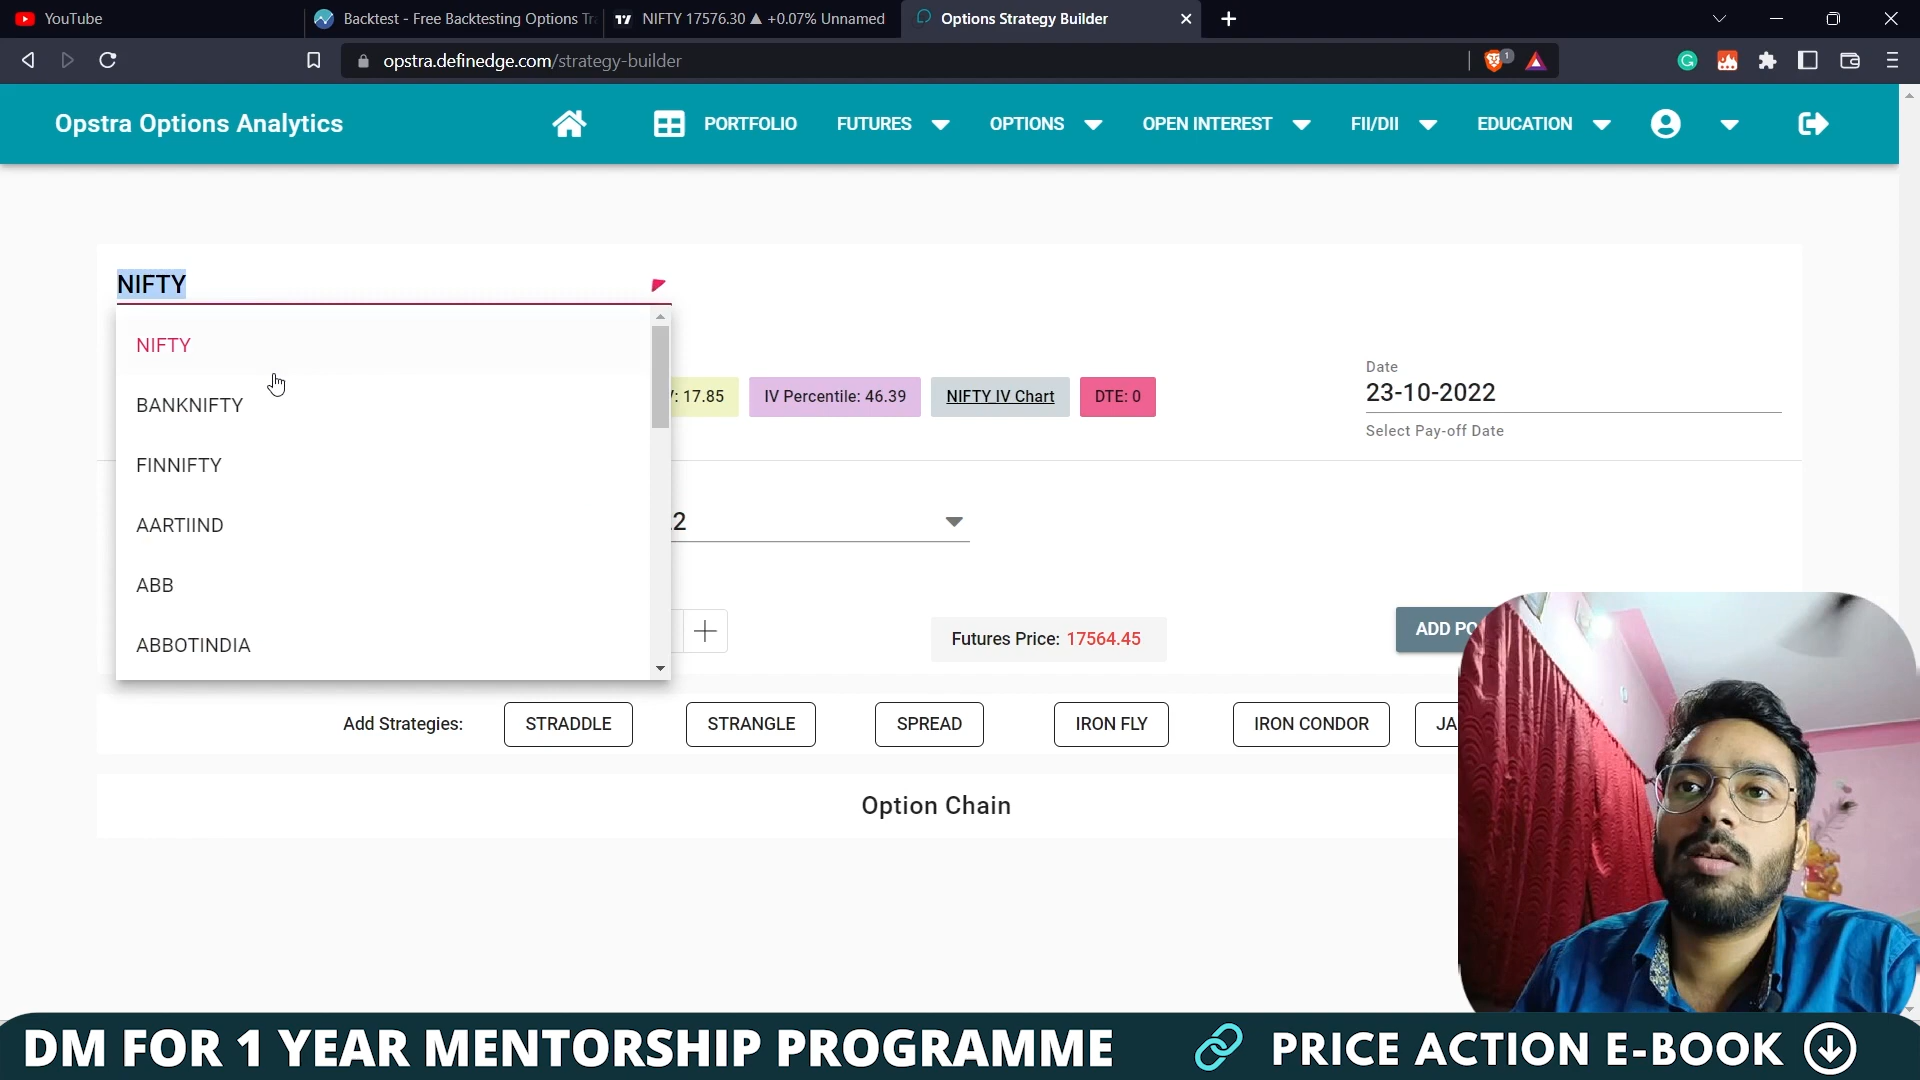 YouTube
Backtest - Free Backtesting Options Tr
NIFTY 17576.30 ▲ +0.07% Unnamed
Options Strategy Builder
opstra.definedge.com/strategy-builder
1
Opstra Options Analytics
PORTFOLIO
FUTURES
OPTIONS
OPEN INTEREST
FII/DII
EDUCATION
NIFTY
NIFTY
BANKNIFTY
FINNIFTY
AARTIIND
ABB
ABBOTINDIA
: 17.85
IV Percentile: 46.39
NIFTY IV Chart
DTE: 0
Date
23-10-2022
Select Pay-off Date
2
Futures Price: 17564.45
ADD PO
Add Strategies:
STRADDLE
STRANGLE
SPREAD
IRON FLY
IRON CONDOR
JA
Option Chain
DM FOR 1 YEAR MENTORSHIP PROGRAMME
PRICE ACTION E-BOOK